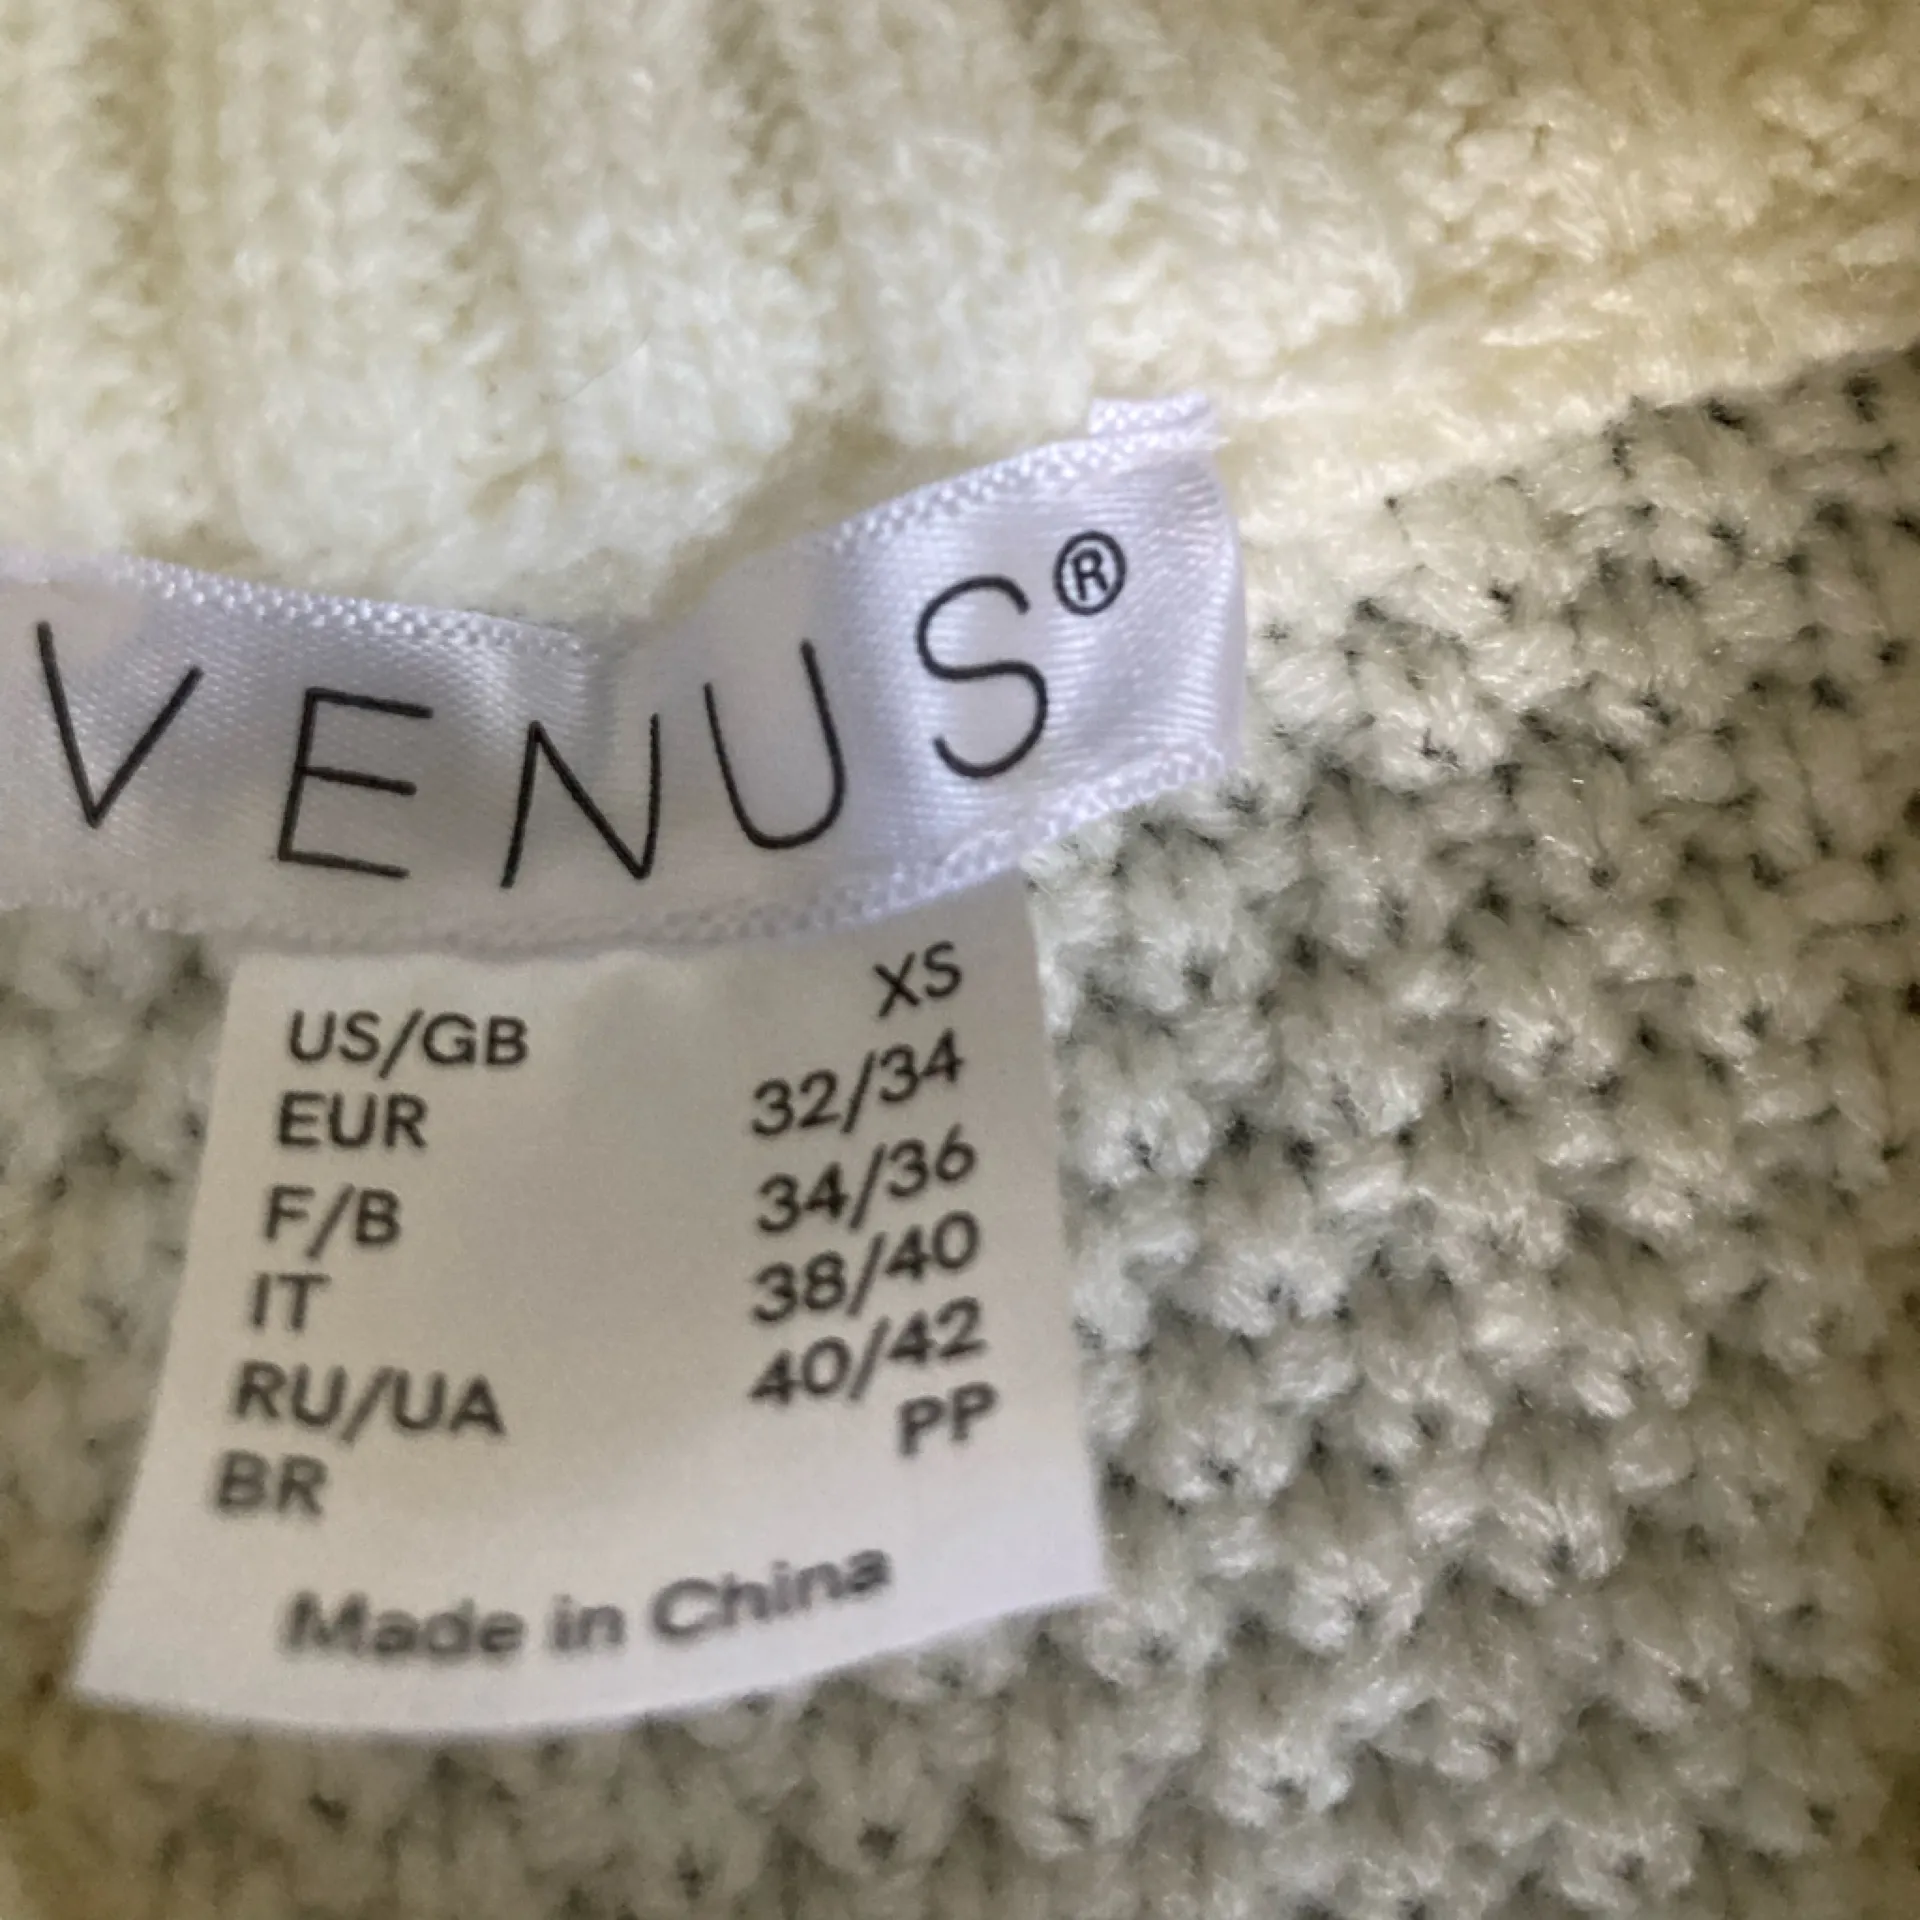 VENUS®
US/GB XS
EUR 32/34
F/B 34/36
IT 38/40
RU/UA 40/42
BR PP
Made in China